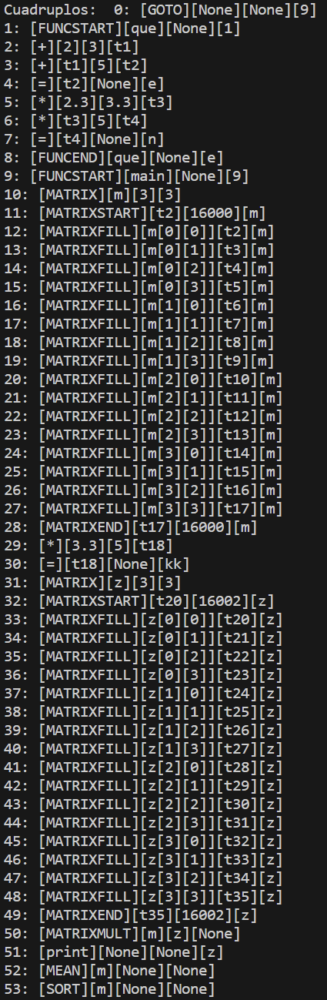 Cuadruplos:  0: [GOTO][None][None][9]
1: [FUNCSTART][que][None][1]
2: [+][2][3][t1]
3: [+][t1][5][t2]
4: [=][t2][None][e]
5: [*][2.3][3.3][t3]
6: [*][t3][5][t4]
7: [=][t4][None][n]
8: [FUNCEND][que][None][e]
9: [FUNCSTART][main][None][9]
10: [MATRIX][m][3][3]
11: [MATRIXSTART][t2][16000][m]
12: [MATRIXFILL][m[0][0]][t2][m]
13: [MATRIXFILL][m[0][1]][t3][m]
14: [MATRIXFILL][m[0][2]][t4][m]
15: [MATRIXFILL][m[0][3]][t5][m]
16: [MATRIXFILL][m[1][0]][t6][m]
17: [MATRIXFILL][m[1][1]][t7][m]
18: [MATRIXFILL][m[1][2]][t8][m]
19: [MATRIXFILL][m[1][3]][t9][m]
20: [MATRIXFILL][m[2][0]][t10][m]
21: [MATRIXFILL][m[2][1]][t11][m]
22: [MATRIXFILL][m[2][2]][t12][m]
23: [MATRIXFILL][m[2][3]][t13][m]
24: [MATRIXFILL][m[3][0]][t14][m]
25: [MATRIXFILL][m[3][1]][t15][m]
26: [MATRIXFILL][m[3][2]][t16][m]
27: [MATRIXFILL][m[3][3]][t17][m]
28: [MATRIXEND][t17][16000][m]
29: [*][3.3][5][t18]
30: [=][t18][None][kk]
31: [MATRIX][z][3][3]
32: [MATRIXSTART][t20][16002][z]
33: [MATRIXFILL][z[0][0]][t20][z]
34: [MATRIXFILL][z[0][1]][t21][z]
35: [MATRIXFILL][z[0][2]][t22][z]
36: [MATRIXFILL][z[0][3]][t23][z]
37: [MATRIXFILL][z[1][0]][t24][z]
38: [MATRIXFILL][z[1][1]][t25][z]
39: [MATRIXFILL][z[1][2]][t26][z]
40: [MATRIXFILL][z[1][3]][t27][z]
41: [MATRIXFILL][z[2][0]][t28][z]
42: [MATRIXFILL][z[2][1]][t29][z]
43: [MATRIXFILL][z[2][2]][t30][z]
44: [MATRIXFILL][z[2][3]][t31][z]
45: [MATRIXFILL][z[3][0]][t32][z]
46: [MATRIXFILL][z[3][1]][t33][z]
47: [MATRIXFILL][z[3][2]][t34][z]
48: [MATRIXFILL][z[3][3]][t35][z]
49: [MATRIXEND][t35][16002][z]
50: [MATRIXMULT][m][z][None]
51: [print][None][None][z]
52: [MEAN][m][None][None]
53: [SORT][m][None][None]